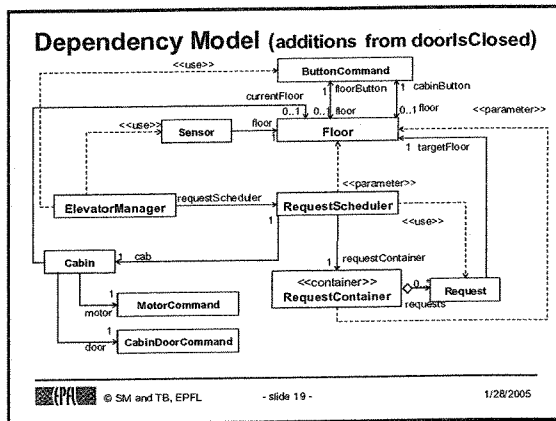 Dependency Model (additions from doorIsClosed)
<<use>>
ButtonCommand
currentFloor
1 floorButton
1 cabinButton
0..1
0..1 floor
0..1 floor
<<parameter>>
<<use>>
Sensor
floor 1
Floor
1 targetFloor
<<parameter>>
ElevatorManager
requestScheduler
1
RequestScheduler
1
<<use>>
Cabin
1 cab
1 requestContainer
<<container>>
RequestContainer
requests
Request
motor 1
MotorCommand
door 1
CabinDoorCommand
EPFL © SM and TB, EPFL - slide 19 - 1/28/2005